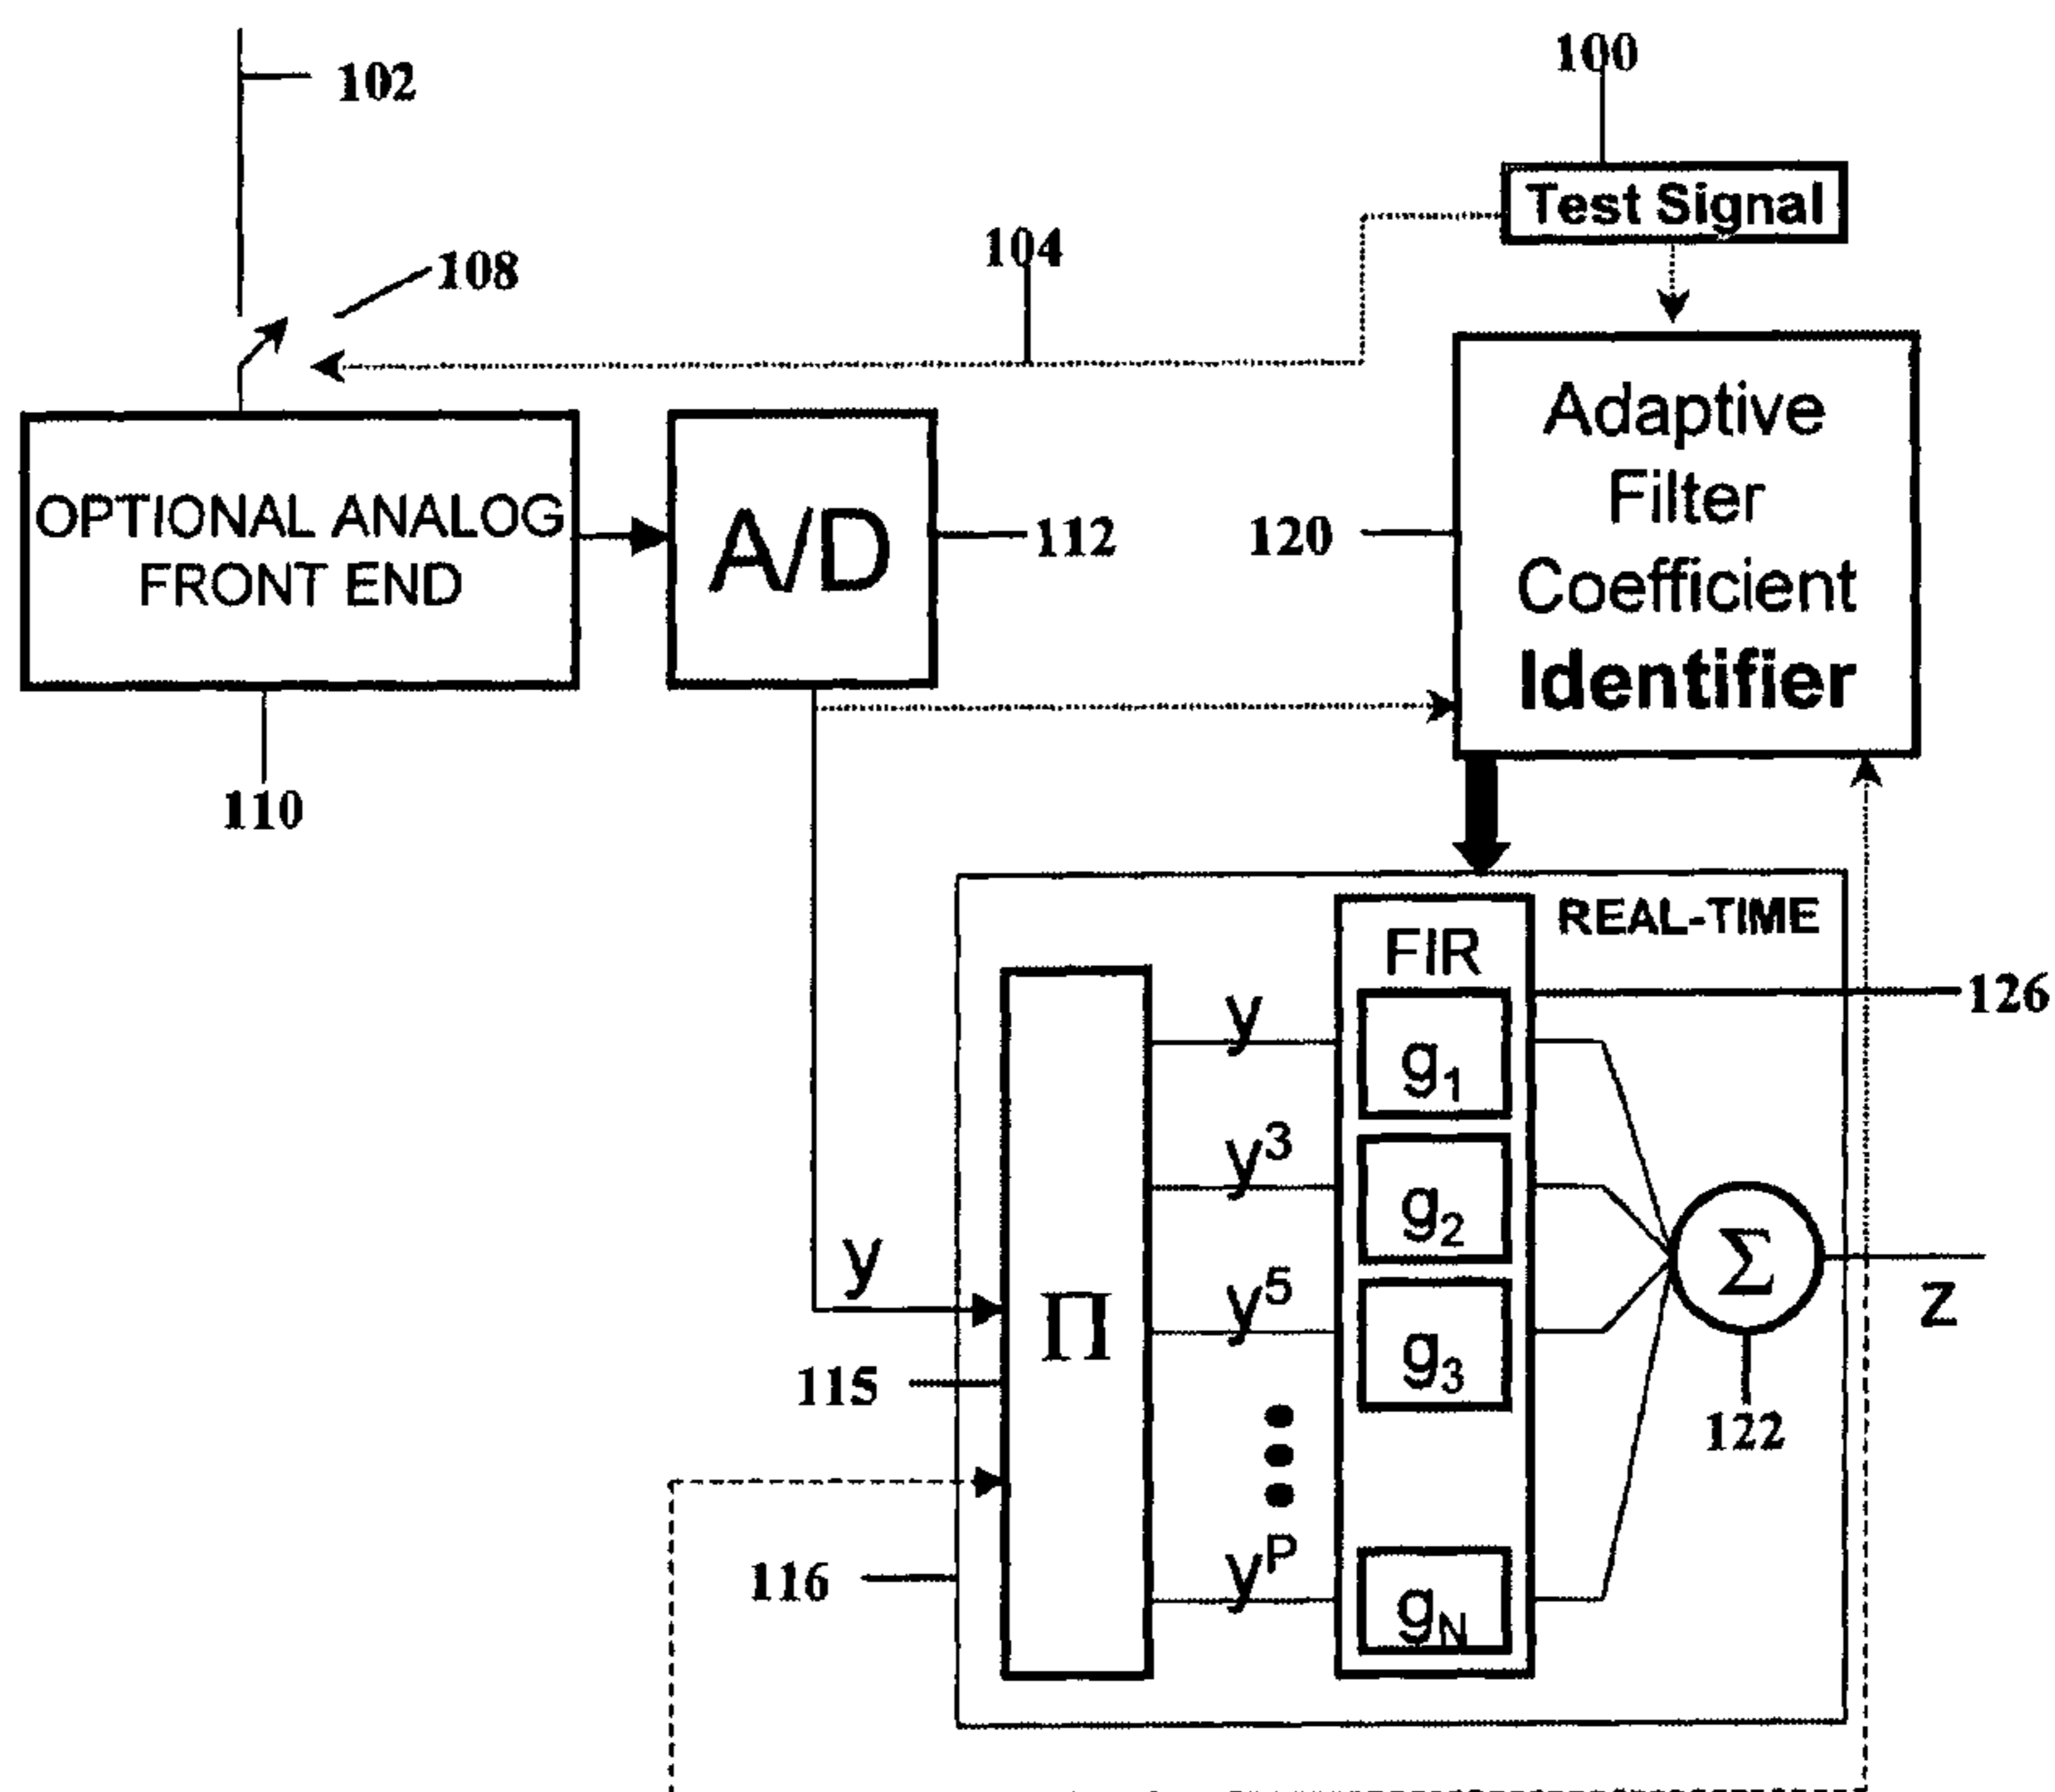 102
100
Test Signal
104
108
OPTIONAL ANALOG
FRONT END
A/D
112
120
Adaptive
Filter
Coefficient
Identifier
110
REAL-TIME
FIR
126
y
g₁
y³
g₂
y
y⁵
g₃
Π
Σ
z
115
122
116
yᴾ
g_N